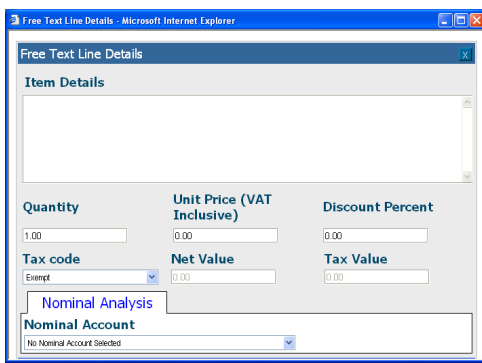 Free Text Line Details - Microsoft Internet Explorer
Free Text Line Details X
Item Details
Quantity Unit Price (VAT Inclusive) Discount Percent
1.00 0.00 0.00
Tax code Net Value Tax Value
Exempt 0.00 0.00
Nominal Analysis
Nominal Account
No Nominal Account Selected